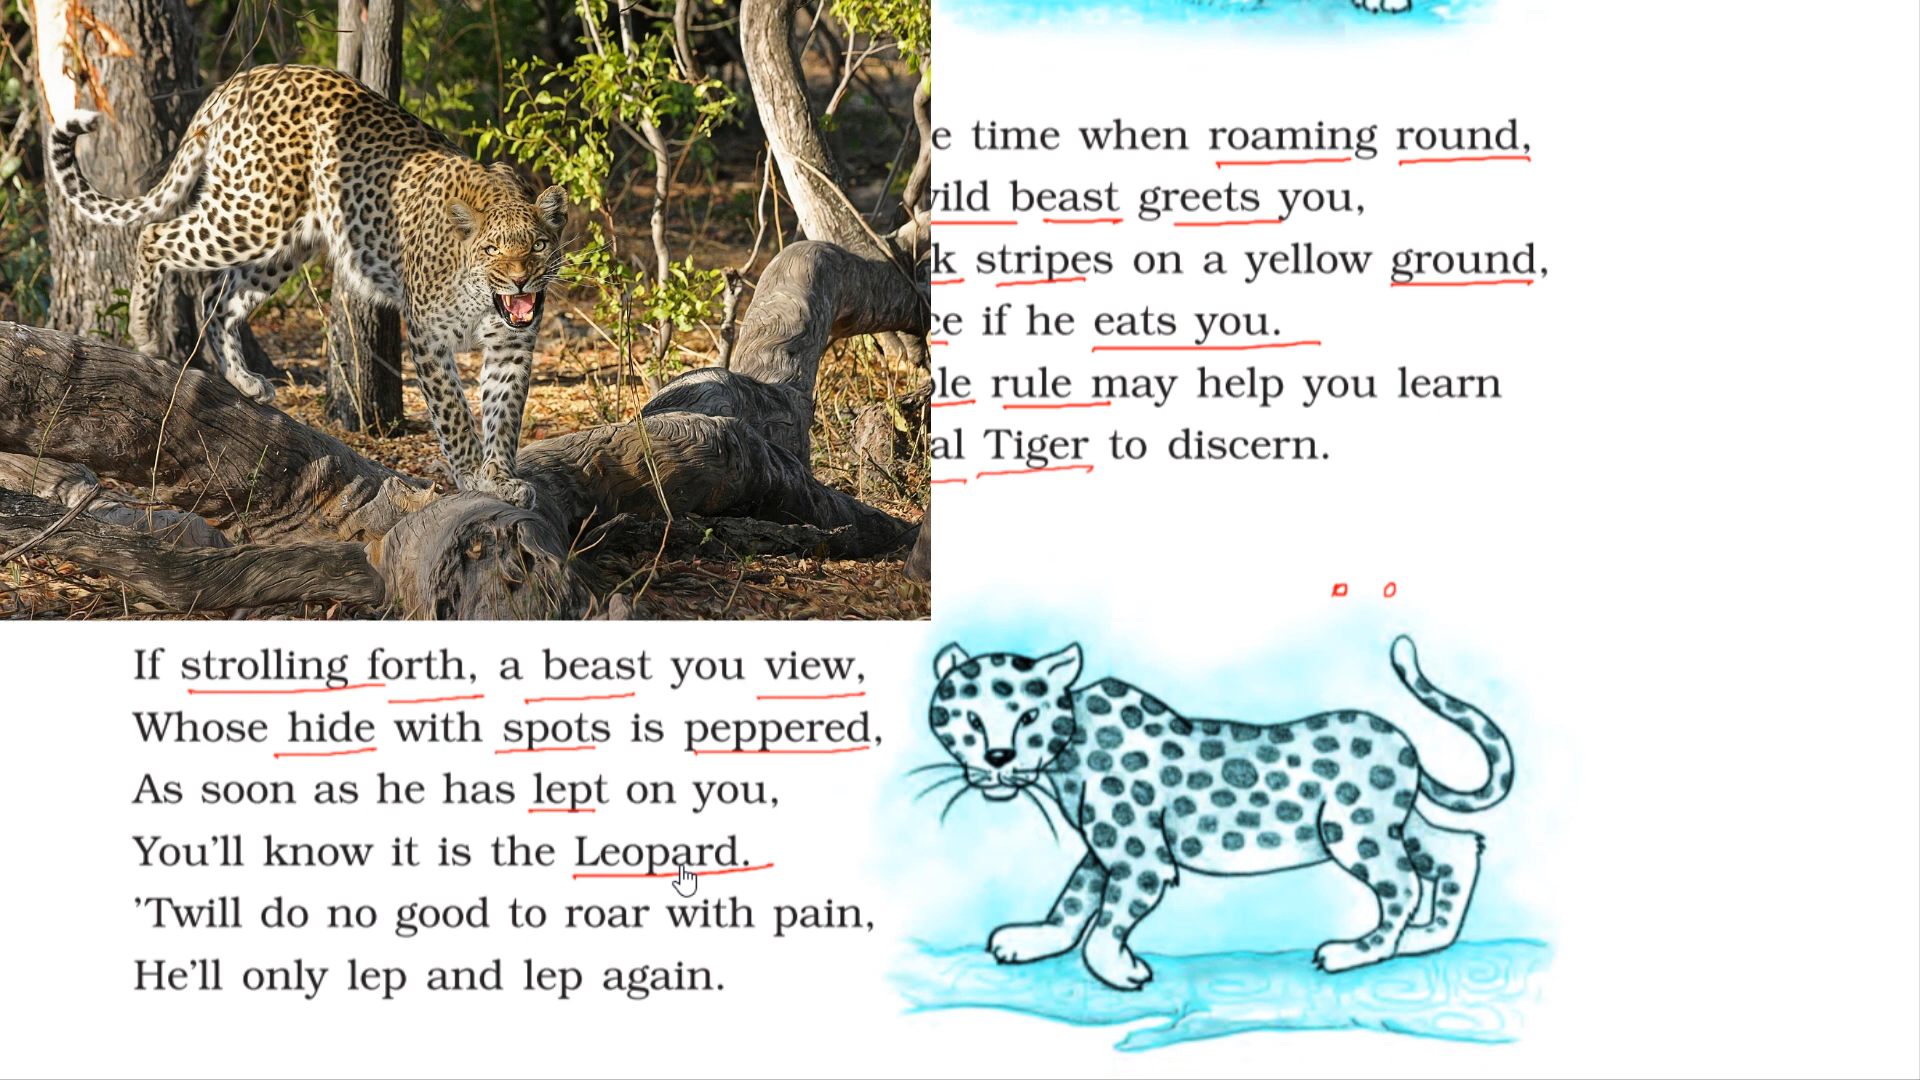 time when roaming round,
beast greets you,
stripes on a yellow ground,
if he eats you.
rule may help you learn
Tiger to discern.
If strolling forth, a beast you view,
Whose hide with spots is peppered,
As soon as he has lept on you,
You'll know it is the Leopard.
'Twill do no good to roar with pain,
He'll only lep and lep again.